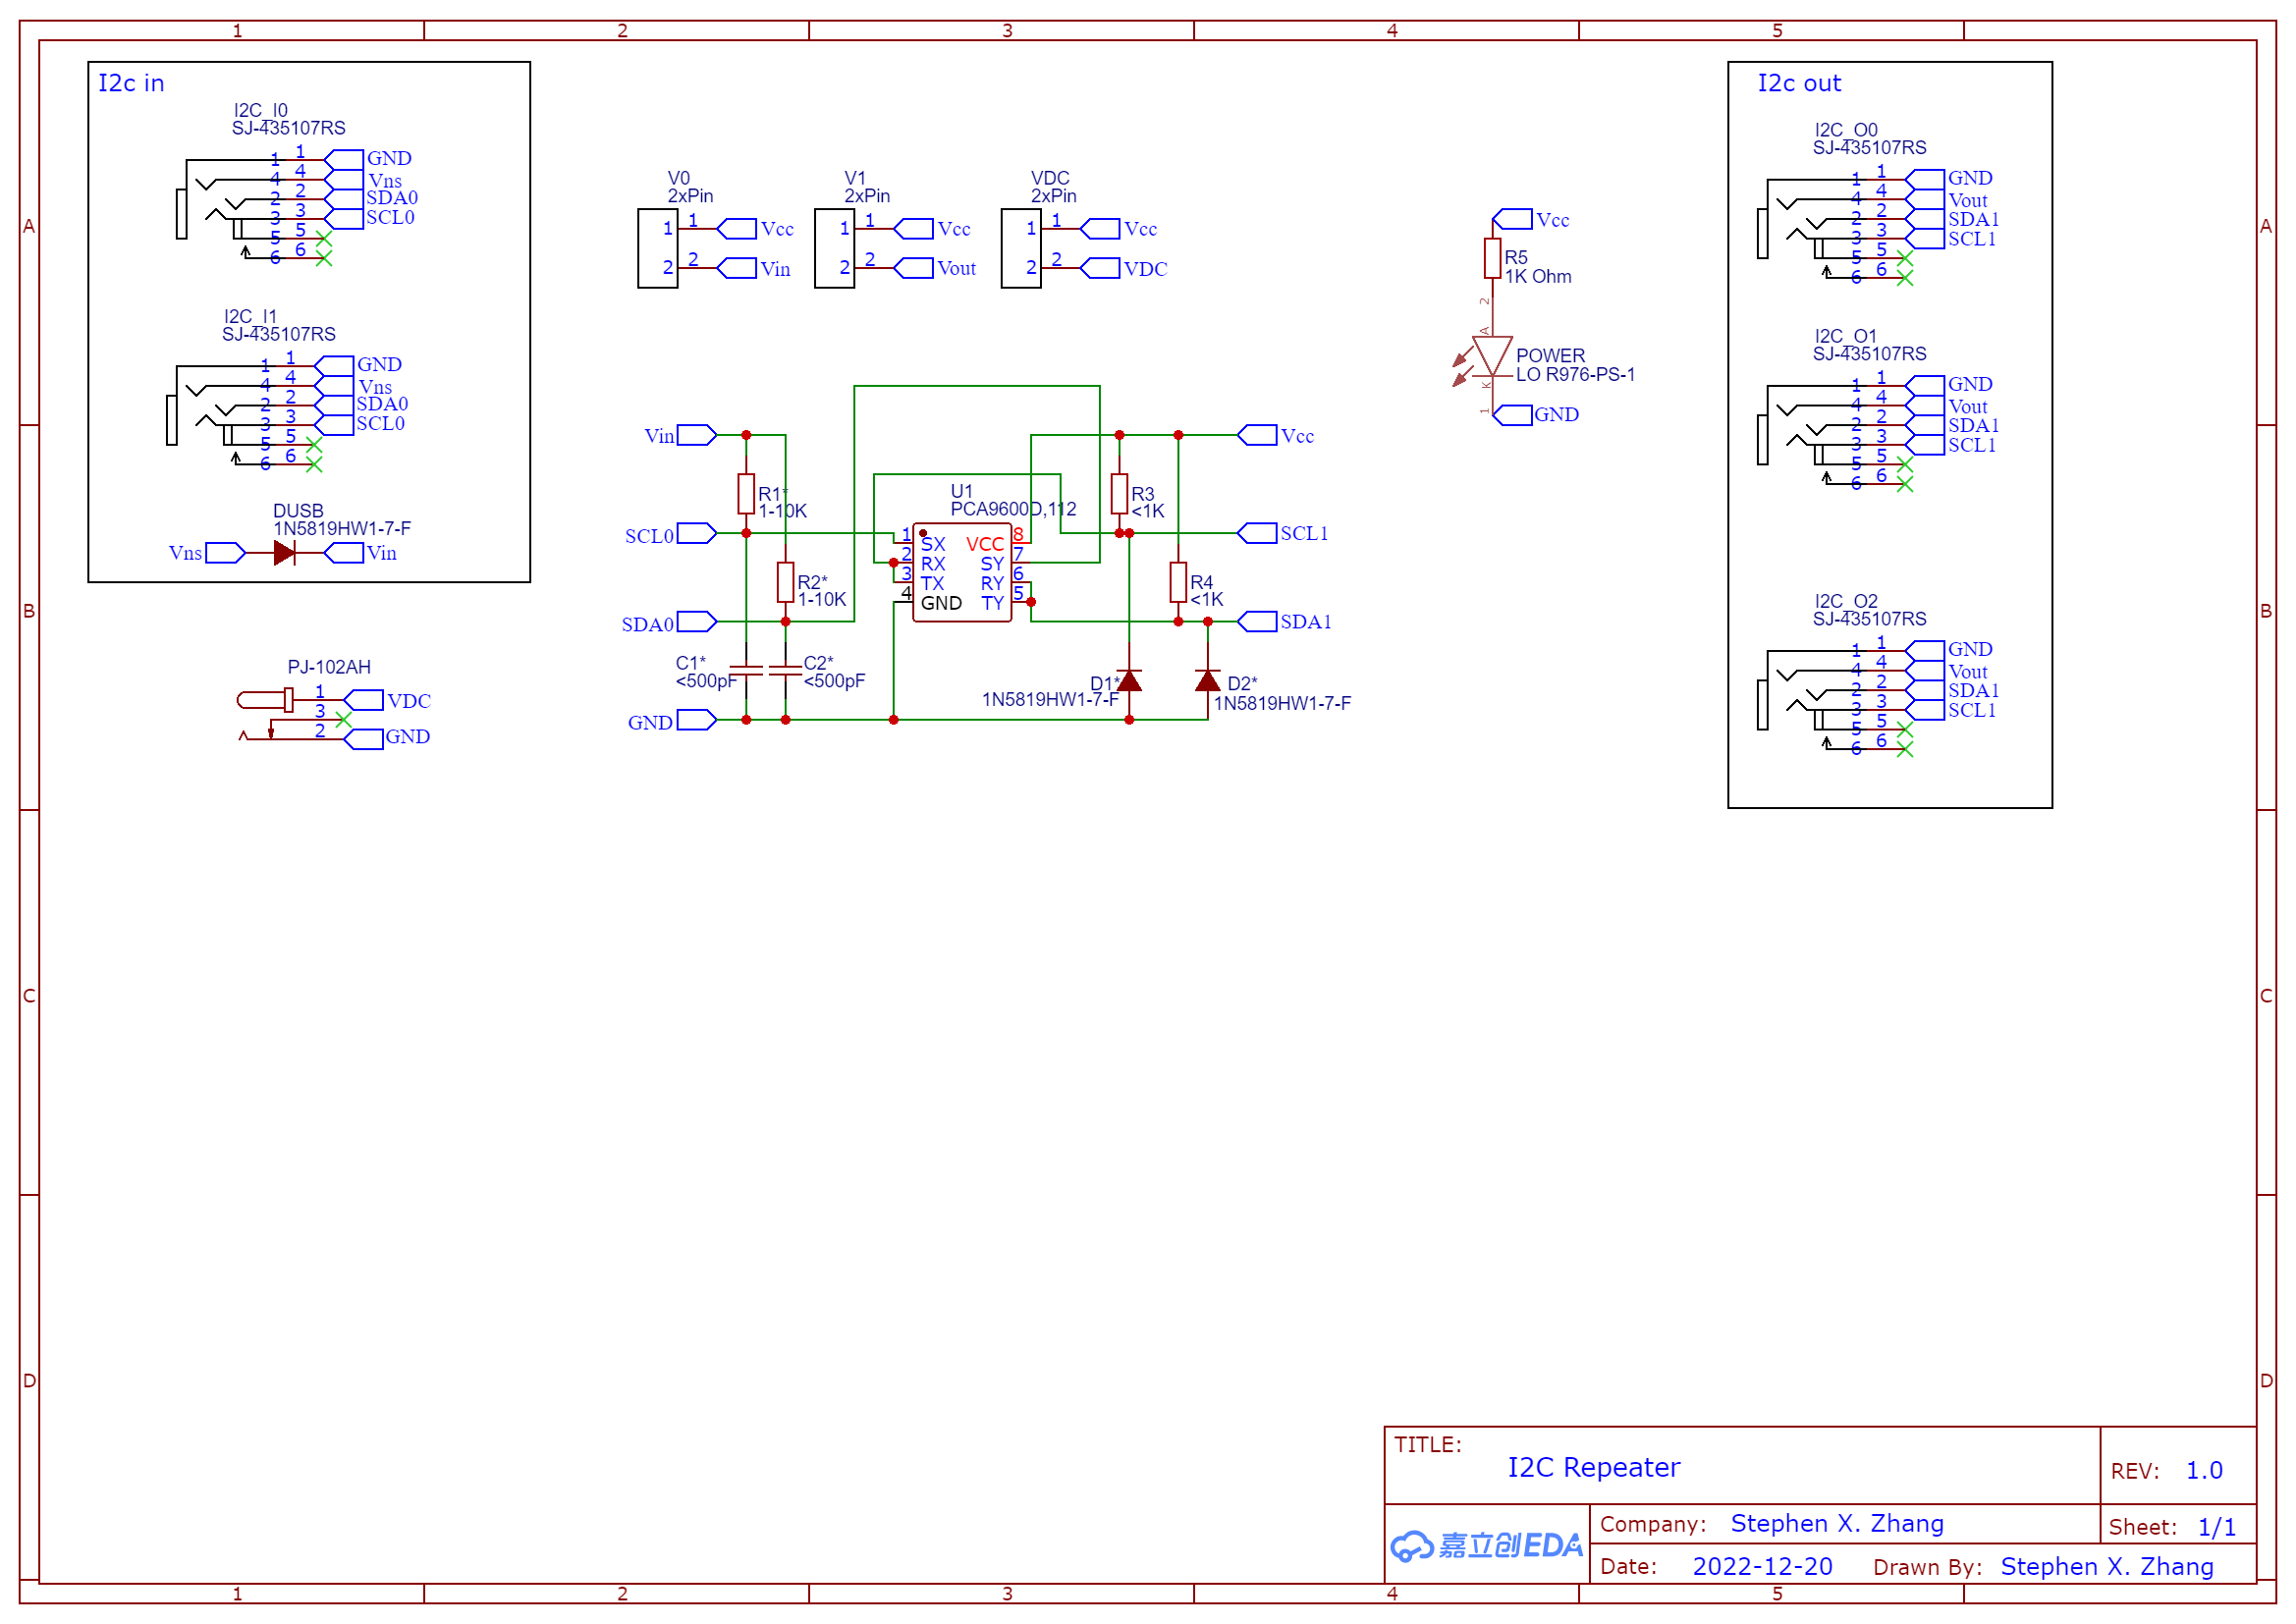 1 2 3 4 5
A
B
C
D
A
B
C
D
I2c in
I2C_I0
SJ-435107RS
1 1 GND
4 4 Vns
2 2 SDA0
3 3 SCL0
5 5
6 6
I2C_I1
SJ-435107RS
1 1 GND
4 4 Vns
2 2 SDA0
3 3 SCL0
5 5
6 6
DUSB
1N5819HW1-7-F
Vns Vin
PJ-102AH
1 VDC
3
2 GND
V0
2xPin
1 1 Vcc
2 2 Vin
V1
2xPin
1 1 Vcc
2 2 Vout
VDC
2xPin
1 1 Vcc
2 2 VDC
Vin
R1*
1-10K
SCL0
R2*
1-10K
SDA0
C1*
<500pF
C2*
<500pF
GND
U1
PCA9600D,112
1 SX
2 RX
3 TX
4 GND
VCC 8
SY 7
RY 6
TY 5
Vcc
R3
<1K
SCL1
R4
<1K
SDA1
D1*
1N5819HW1-7-F
D2*
1N5819HW1-7-F
Vcc
R5
1K Ohm
2
A
POWER
LO R976-PS-1
K
1
GND
I2c out
I2C_O0
SJ-435107RS
1 1 GND
4 4 Vout
2 2 SDA1
3 3 SCL1
5 5
6 6
I2C_O1
SJ-435107RS
1 1 GND
4 4 Vout
2 2 SDA1
3 3 SCL1
5 5
6 6
I2C_O2
SJ-435107RS
1 1 GND
4 4 Vout
2 2 SDA1
3 3 SCL1
5 5
6 6
TITLE:
I2C Repeater
REV: 1.0
嘉立创EDA
Company: Stephen X. Zhang
Sheet: 1/1
Date: 2022-12-20 Drawn By: Stephen X. Zhang
1 2 3 4 5